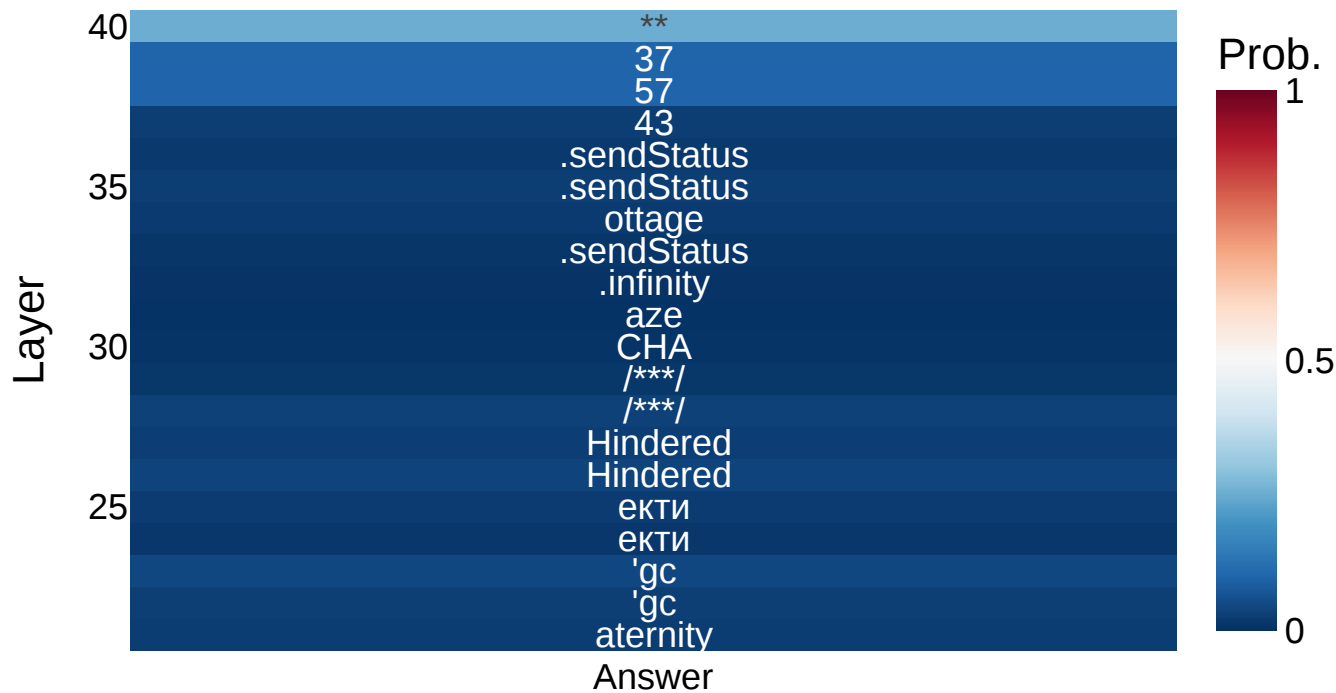 40
**
37
57
43
.sendStatus
35
.sendStatus
ottage
.sendStatus
.infinity
aze
30
CHA
/***/
/***/
Hindered
Hindered
25
екти
екти
'gc
'gc
aternity
Layer
Answer
Prob.
1
0.5
0